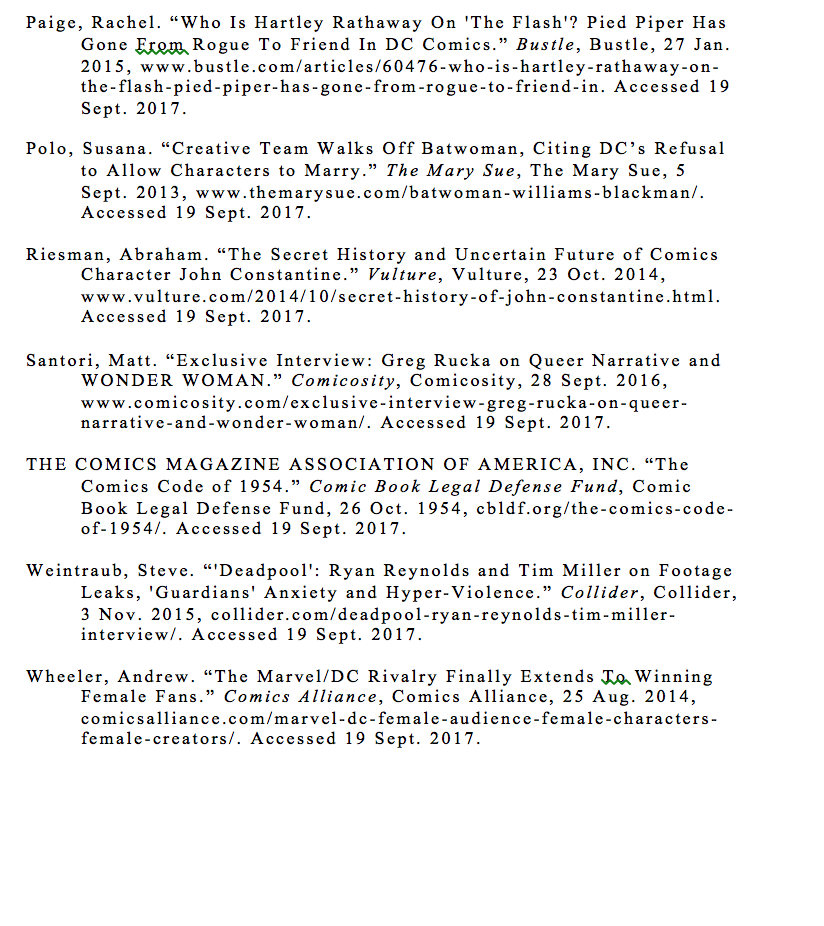 Paige, Rachel. “Who Is Hartley Rathaway On 'The Flash'? Pied Piper Has
Gone From Rogue To Friend In DC Comics.” Bustle, Bustle, 27 Jan.
2015, www.bustle.com/articles/60476-who-is-hartley-rathaway-on-
the-flash-pied-piper-has-gone-from-rogue-to-friend-in. Accessed 19
Sept. 2017.
Polo, Susana. “Creative Team Walks Off Batwoman, Citing DC’s Refusal
to Allow Characters to Marry.” The Mary Sue, The Mary Sue, 5
Sept. 2013, www.themarysue.com/batwoman-williams-blackman/.
Accessed 19 Sept. 2017.
Riesman, Abraham. “The Secret History and Uncertain Future of Comics
Character John Constantine.” Vulture, Vulture, 23 Oct. 2014,
www.vulture.com/2014/10/secret-history-of-john-constantine.html.
Accessed 19 Sept. 2017.
Santori, Matt. “Exclusive Interview: Greg Rucka on Queer Narrative and
WONDER WOMAN.” Comicosity, Comicosity, 28 Sept. 2016,
www.comicosity.com/exclusive-interview-greg-rucka-on-queer-
narrative-and-wonder-woman/. Accessed 19 Sept. 2017.
THE COMICS MAGAZINE ASSOCIATION OF AMERICA, INC. “The
Comics Code of 1954.” Comic Book Legal Defense Fund, Comic
Book Legal Defense Fund, 26 Oct. 1954, cbldf.org/the-comics-code-
of-1954/. Accessed 19 Sept. 2017.
Weintraub, Steve. “'Deadpool': Ryan Reynolds and Tim Miller on Footage
Leaks, 'Guardians' Anxiety and Hyper-Violence.” Collider, Collider,
3 Nov. 2015, collider.com/deadpool-ryan-reynolds-tim-miller-
interview/. Accessed 19 Sept. 2017.
Wheeler, Andrew. “The Marvel/DC Rivalry Finally Extends To Winning
Female Fans.” Comics Alliance, Comics Alliance, 25 Aug. 2014,
comicsalliance.com/marvel-dc-female-audience-female-characters-
female-creators/. Accessed 19 Sept. 2017.